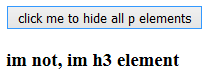 click me to hide all p elements
im not, im h3 element